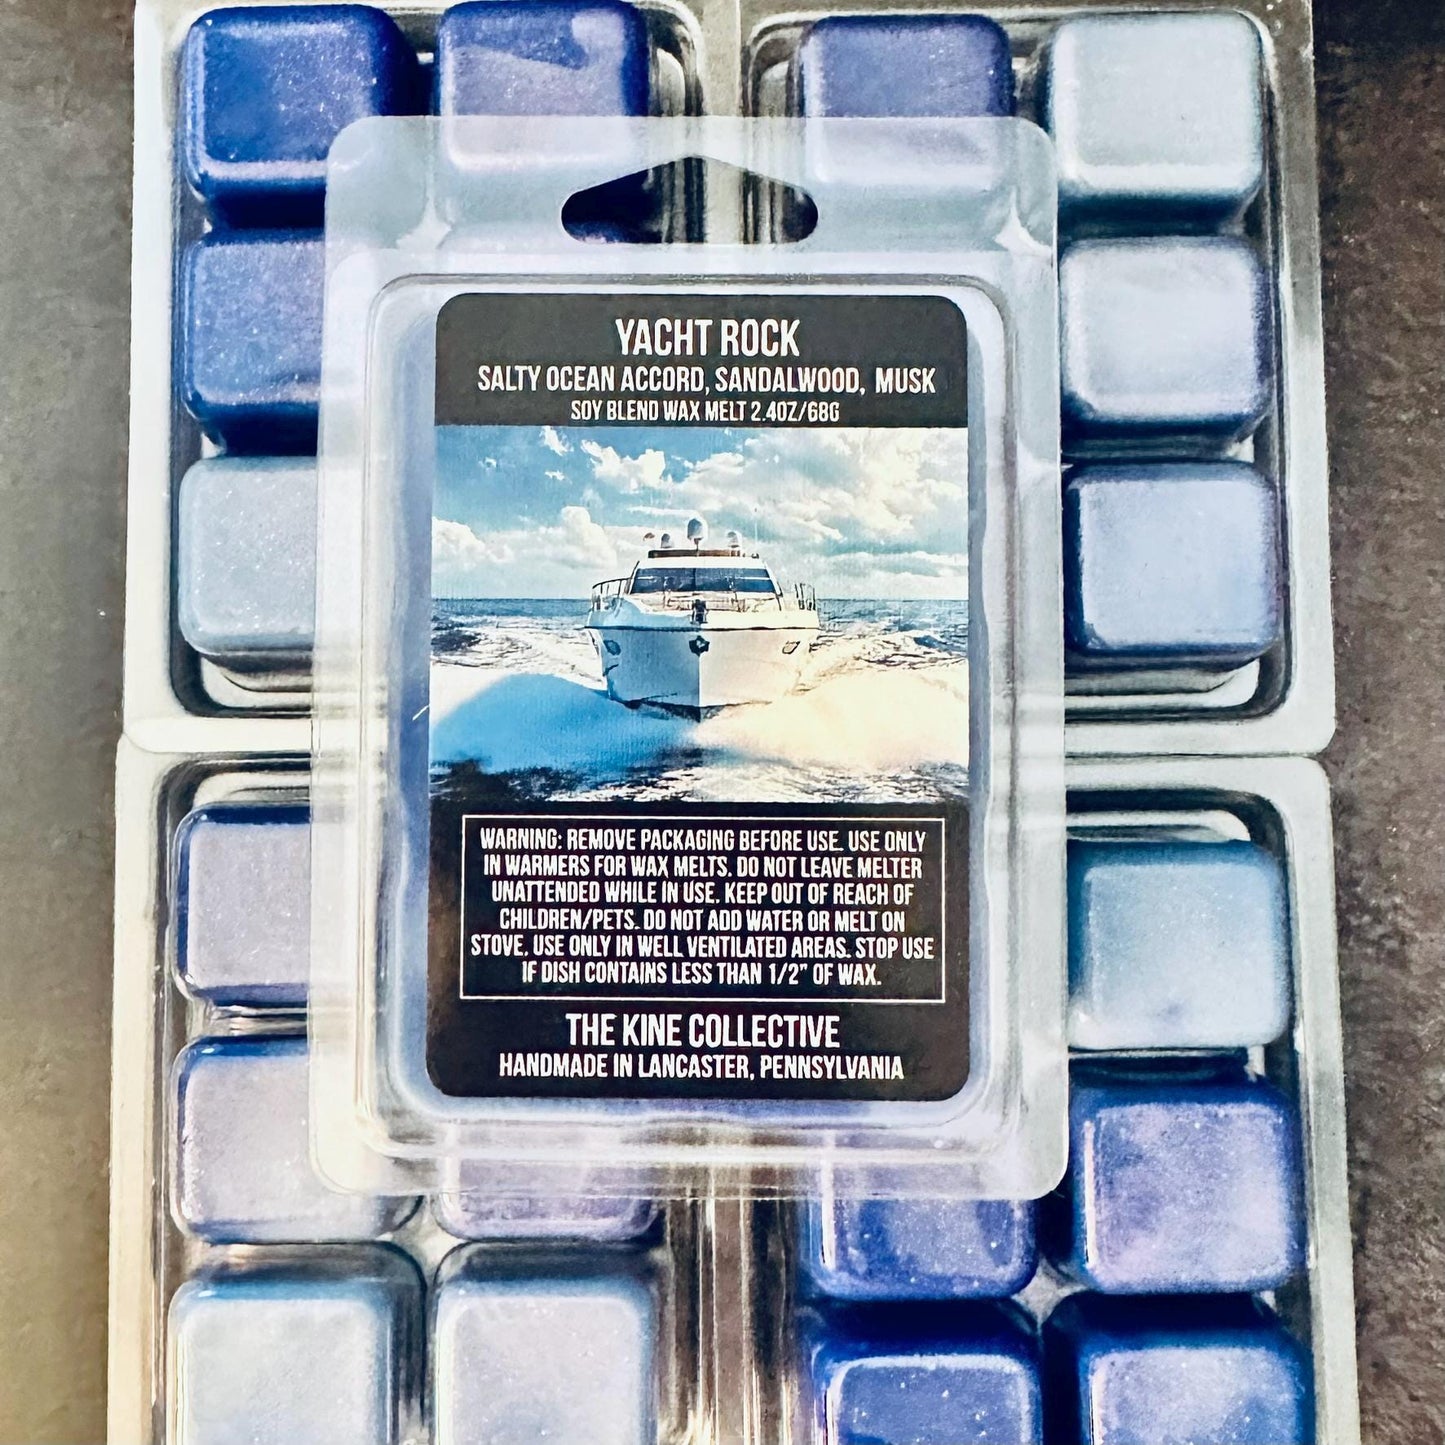 YACHT ROCK
SALTY OCEAN ACCORD, SANDALWOOD, MUSK
SOY BLEND WAX MELT 2.4OZ/68G
WARNING: REMOVE PACKAGING BEFORE USE. USE ONLY
IN WARMERS FOR WAX MELTS. DO NOT LEAVE MELTER
UNATTENDED WHILE IN USE. KEEP OUT OF REACH OF
CHILDREN/PETS. DO NOT ADD WATER OR MELT ON
STOVE. USE ONLY IN WELL VENTILATED AREAS. STOP USE
IF DISH CONTAINS LESS THAN 1/2" OF WAX.
THE KINE COLLECTIVE
HANDMADE IN LANCASTER, PENNSYLVANIA